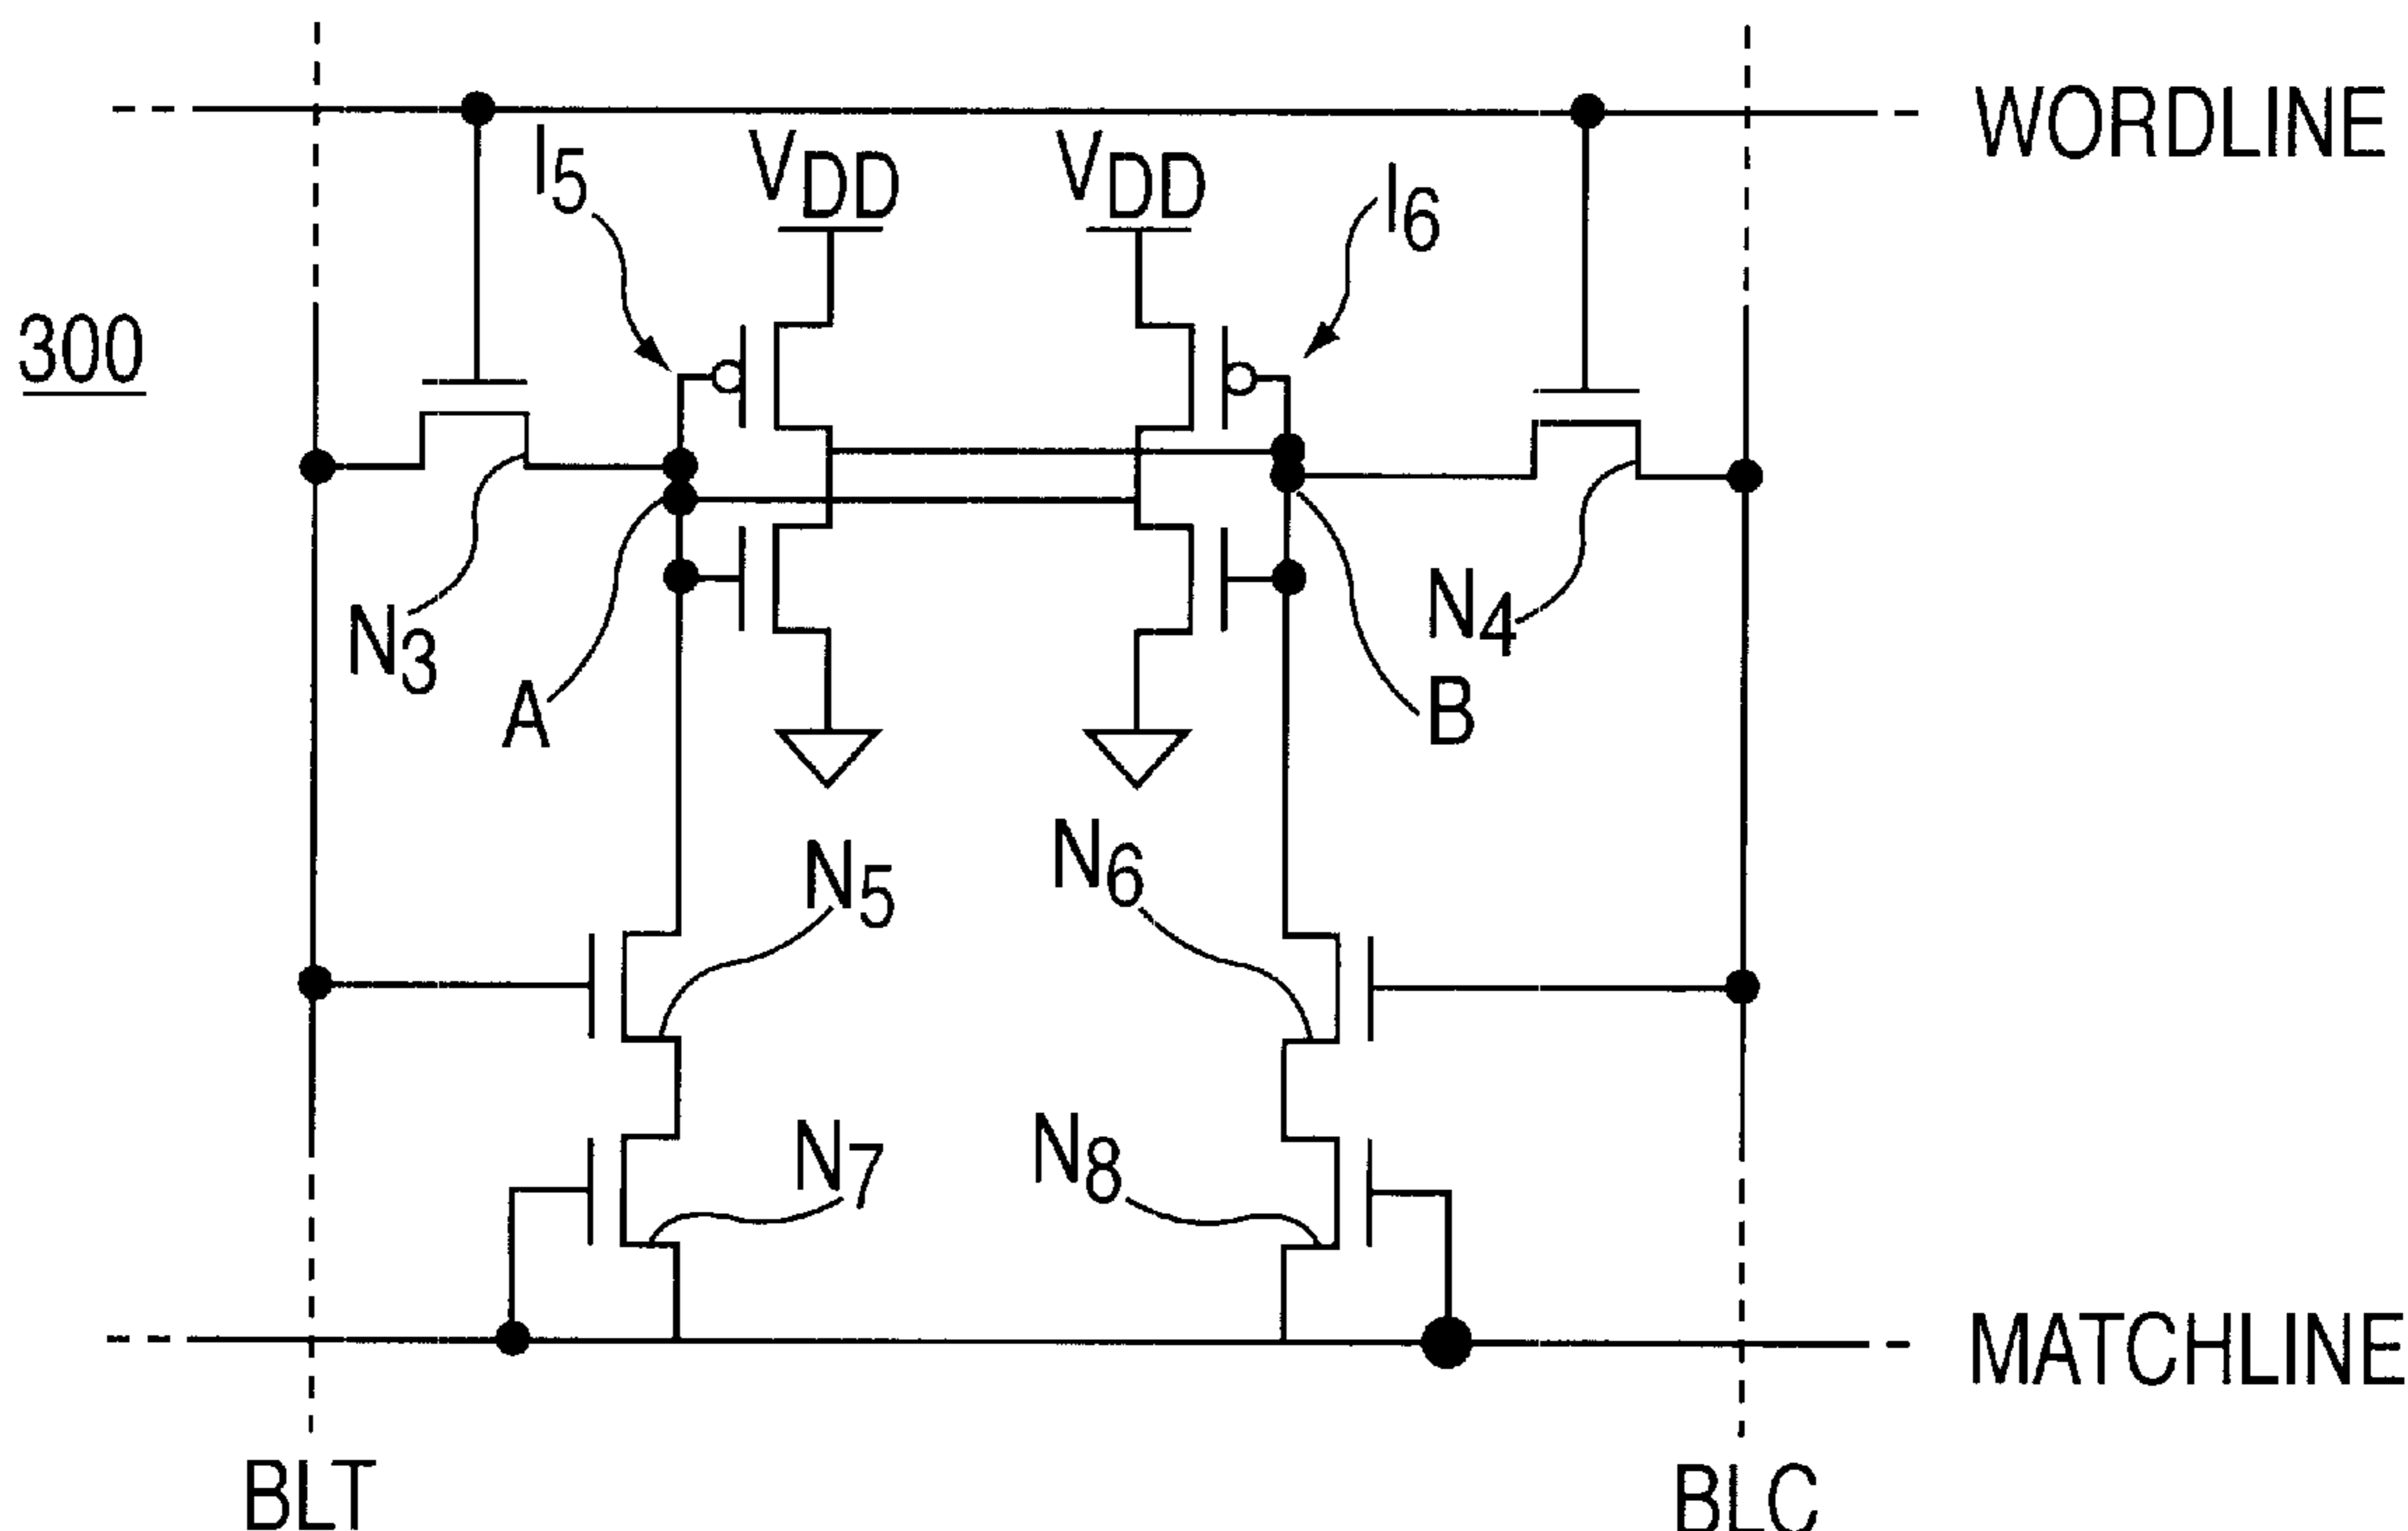 WORDLINE
I5
VDD
VDD
I6
300
N3
N4
A
B
N5
N6
N7
N8
MATCHLINE
BLT
BLC